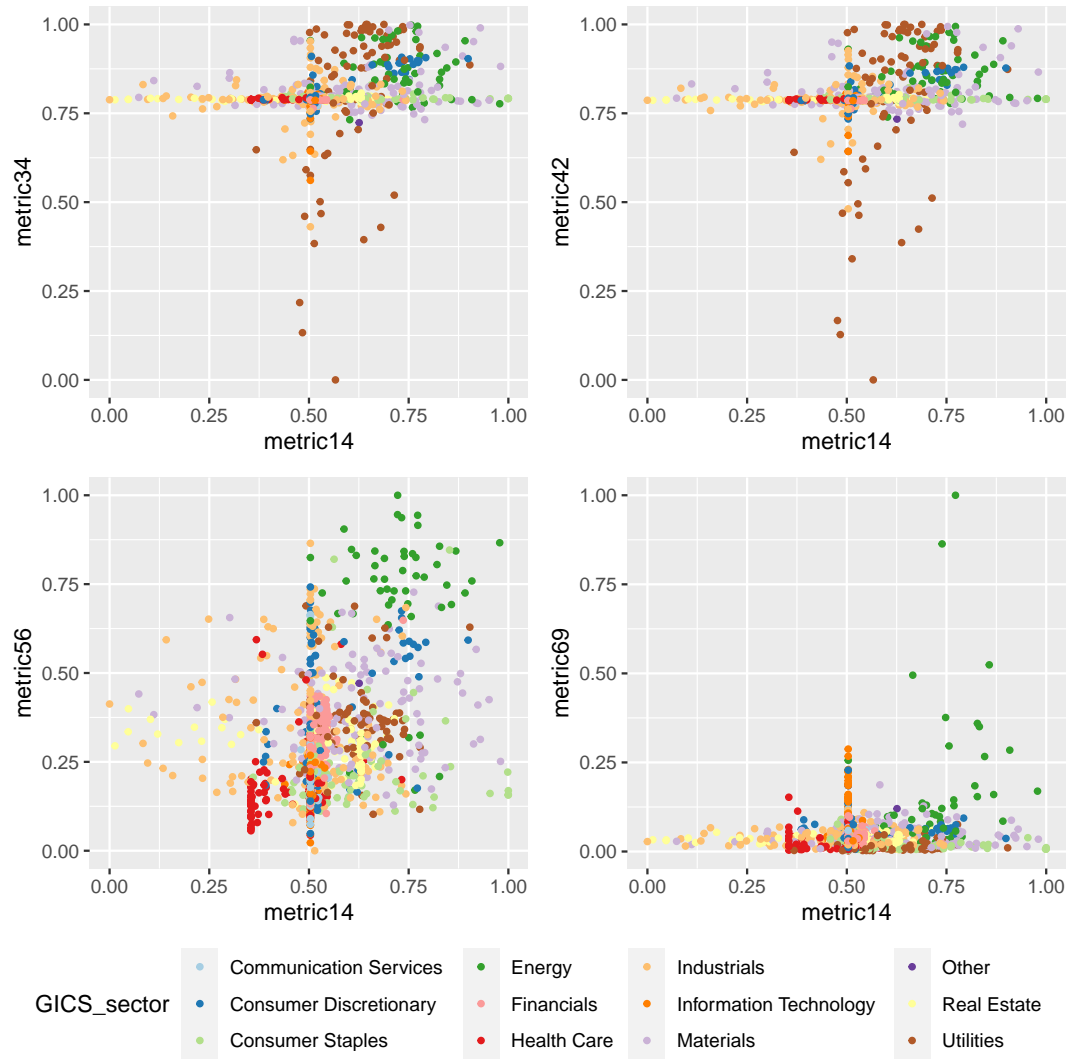 1.00
0.75
0.50
0.25
0.00
metric34
0.00 0.25 0.50 0.75 1.00
metric14
1.00
0.75
0.50
0.25
0.00
metric42
0.00 0.25 0.50 0.75 1.00
metric14
1.00
0.75
0.50
0.25
0.00
metric56
0.00 0.25 0.50 0.75 1.00
metric14
1.00
0.75
0.50
0.25
0.00
metric69
0.00 0.25 0.50 0.75 1.00
metric14
GICS_sector
Communication Services
Consumer Discretionary
Consumer Staples
Energy
Financials
Health Care
Industrials
Information Technology
Materials
Other
Real Estate
Utilities